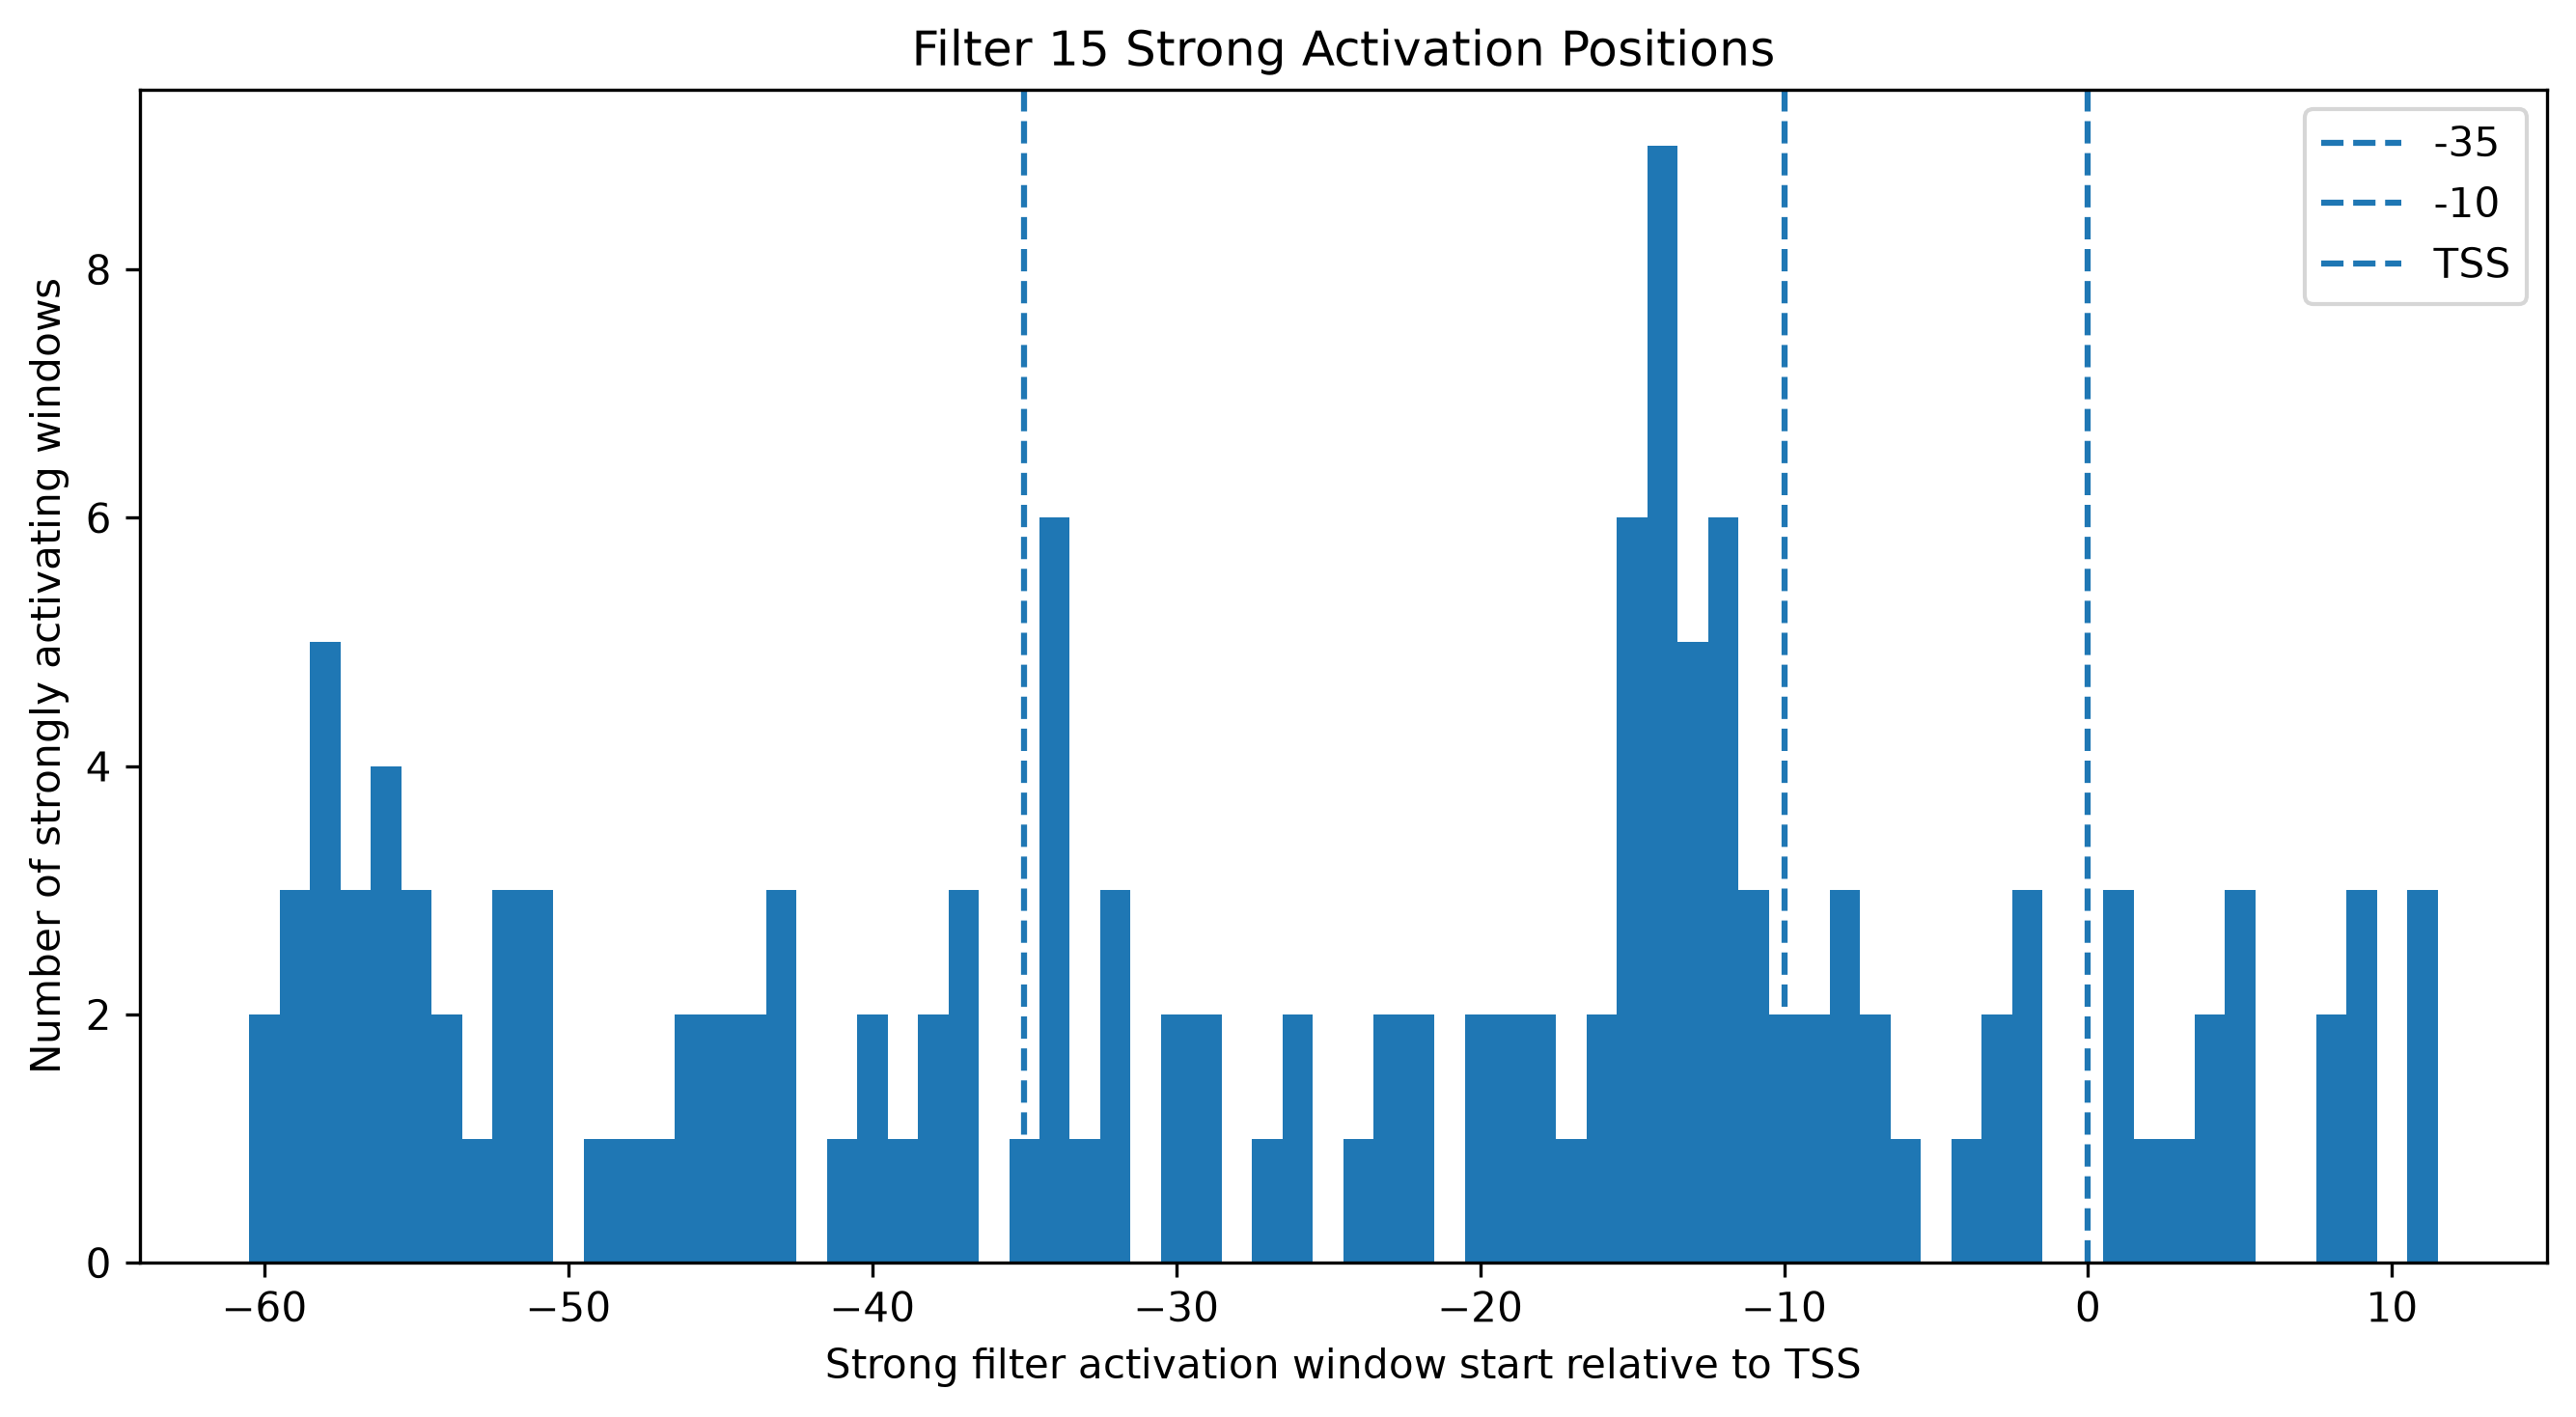 Filter 15 Strong Activation Positions
-35
-10
TSS
Number of strongly activating windows
8
6
4
2
0
−60 −50 −40 −30 −20 −10 0 10
Strong filter activation window start relative to TSS